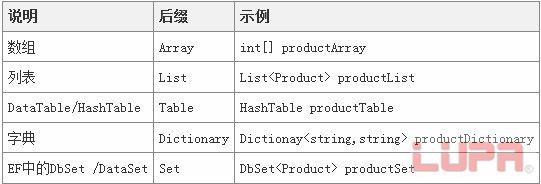 说明 后缀 示例
数组 Array int[] productArray
列表 List List<Product> productList
DataTable/HashTable Table HashTable productTable
字典 Dictionary Dictionay<string,string> productDictionary
EF中的DbSet /DataSet Set DbSet<Product> productSet
LUPA